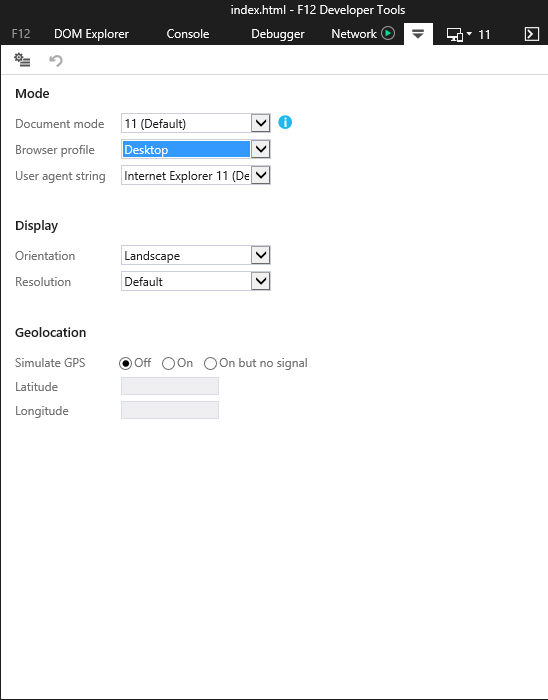 index.html - F12 Developer Tools
F12 DOM Explorer Console Debugger Network 11
Mode
Document mode 11 (Default)
Browser profile Desktop
User agent string Internet Explorer 11 (De
Display
Orientation Landscape
Resolution Default
Geolocation
Simulate GPS Off On On but no signal
Latitude
Longitude